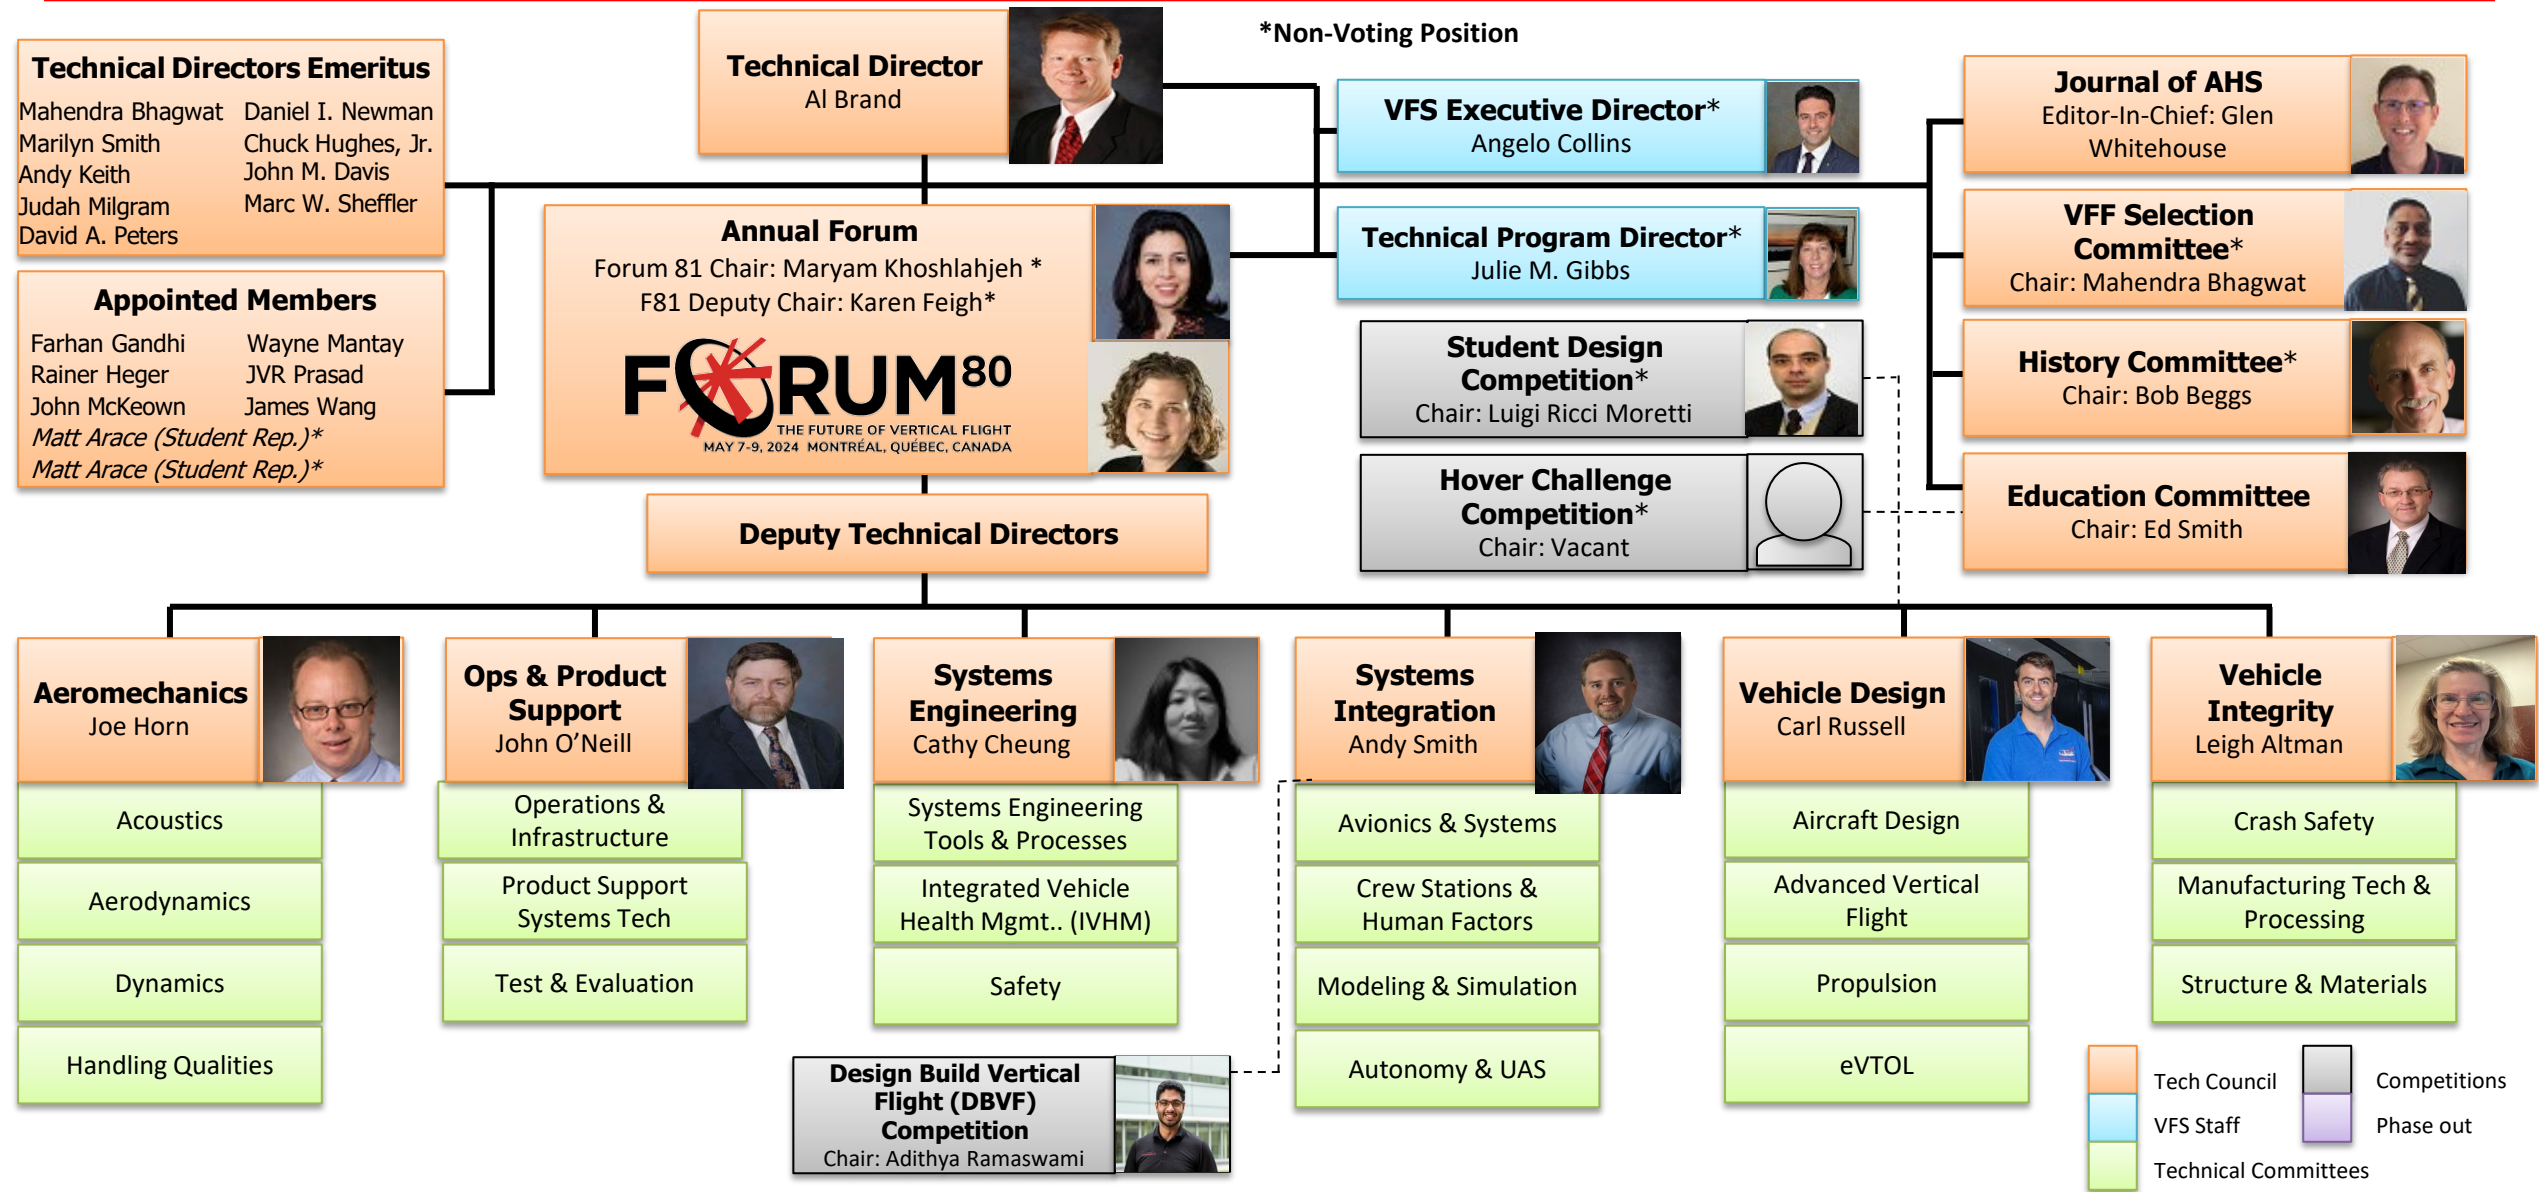 *Non-Voting Position
Technical Directors Emeritus
Mahendra Bhagwat
Marilyn Smith
Andy Keith
Judah Milgram
David A. Peters
Daniel I. Newman
Chuck Hughes, Jr.
John M. Davis
Marc W. Sheffler
Appointed Members
Farhan Gandhi
Rainer Heger
John McKeown
Wayne Mantay
JVR Prasad
James Wang
Matt Arace (Student Rep.)*
Matt Arace (Student Rep.)*
Technical Director
Al Brand
Annual Forum
Forum 81 Chair: Maryam Khoshlahjeh *
F81 Deputy Chair: Karen Feigh*
FORUM80
THE FUTURE OF VERTICAL FLIGHT
MAY 7-9, 2024 MONTRÉAL, QUÉBEC, CANADA
Deputy Technical Directors
VFS Executive Director*
Angelo Collins
Technical Program Director*
Julie M. Gibbs
Student Design
Competition*
Chair: Luigi Ricci Moretti
Hover Challenge
Competition*
Chair: Vacant
Journal of AHS
Editor-In-Chief: Glen
Whitehouse
VFF Selection
Committee*
Chair: Mahendra Bhagwat
History Committee*
Chair: Bob Beggs
Education Committee
Chair: Ed Smith
Aeromechanics
Joe Horn
Acoustics
Aerodynamics
Dynamics
Handling Qualities
Ops & Product
Support
John O’Neill
Operations &
Infrastructure
Product Support
Systems Tech
Test & Evaluation
Systems
Engineering
Cathy Cheung
Systems Engineering
Tools & Processes
Integrated Vehicle
Health Mgmt.. (IVHM)
Safety
Design Build Vertical
Flight (DBVF)
Competition
Chair: Adithya Ramaswami
Systems
Integration
Andy Smith
Avionics & Systems
Crew Stations &
Human Factors
Modeling & Simulation
Autonomy & UAS
Vehicle Design
Carl Russell
Aircraft Design
Advanced Vertical
Flight
Propulsion
eVTOL
Vehicle
Integrity
Leigh Altman
Crash Safety
Manufacturing Tech &
Processing
Structure & Materials
Tech Council
VFS Staff
Technical Committees
Competitions
Phase out